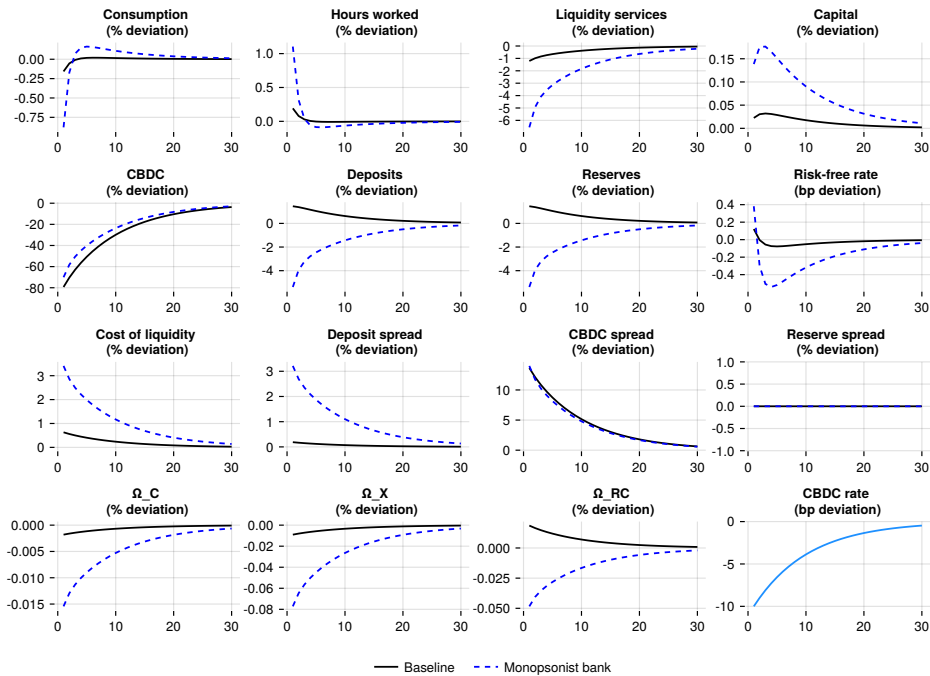 Consumption
(% deviation)
Hours worked
(% deviation)
Liquidity services
(% deviation)
Capital
(% deviation)
0.00
-0.25
-0.50
-0.75
0 10 20 30
1.0
0.5
0.0
0 10 20 30
0
-1
-2
-3
-4
-5
-6
0 10 20 30
0.15
0.10
0.05
0.00
0 10 20 30
CBDC
(% deviation)
Deposits
(% deviation)
Reserves
(% deviation)
Risk-free rate
(bp deviation)
0
-20
-40
-60
-80
0 10 20 30
0
-2
-4
0 10 20 30
0
-2
-4
0 10 20 30
0.4
0.2
0.0
-0.2
-0.4
0 10 20 30
Cost of liquidity
(% deviation)
Deposit spread
(% deviation)
CBDC spread
(% deviation)
Reserve spread
(% deviation)
3
2
1
0
0 10 20 30
3
2
1
0
0 10 20 30
10
5
0
0 10 20 30
1.0
0.5
0.0
-0.5
-1.0
0 10 20 30
Ω_C
(% deviation)
Ω_X
(% deviation)
Ω_RC
(% deviation)
CBDC rate
(bp deviation)
0.000
-0.005
-0.010
-0.015
0 10 20 30
0.00
-0.02
-0.04
-0.06
-0.08
0 10 20 30
0.000
-0.025
-0.050
0 10 20 30
0
-5
-10
0 10 20 30
Baseline
Monopsonist bank